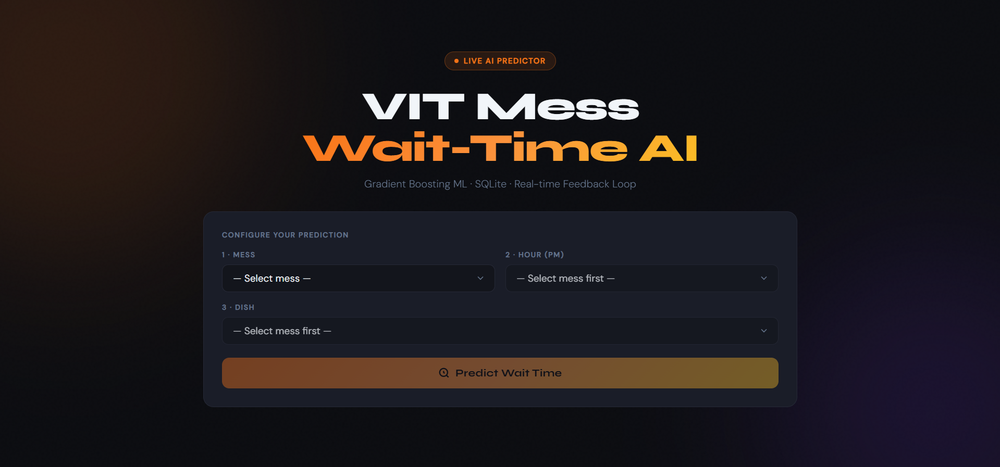 LIVE AI PREDICTOR
VIT Mess
Wait-Time AI
Gradient Boosting ML · SQLite · Real-time Feedback Loop
CONFIGURE YOUR PREDICTION
1 · MESS
— Select mess —
2 · HOUR (PM)
— Select mess first —
3 · DISH
— Select mess first —
Predict Wait Time